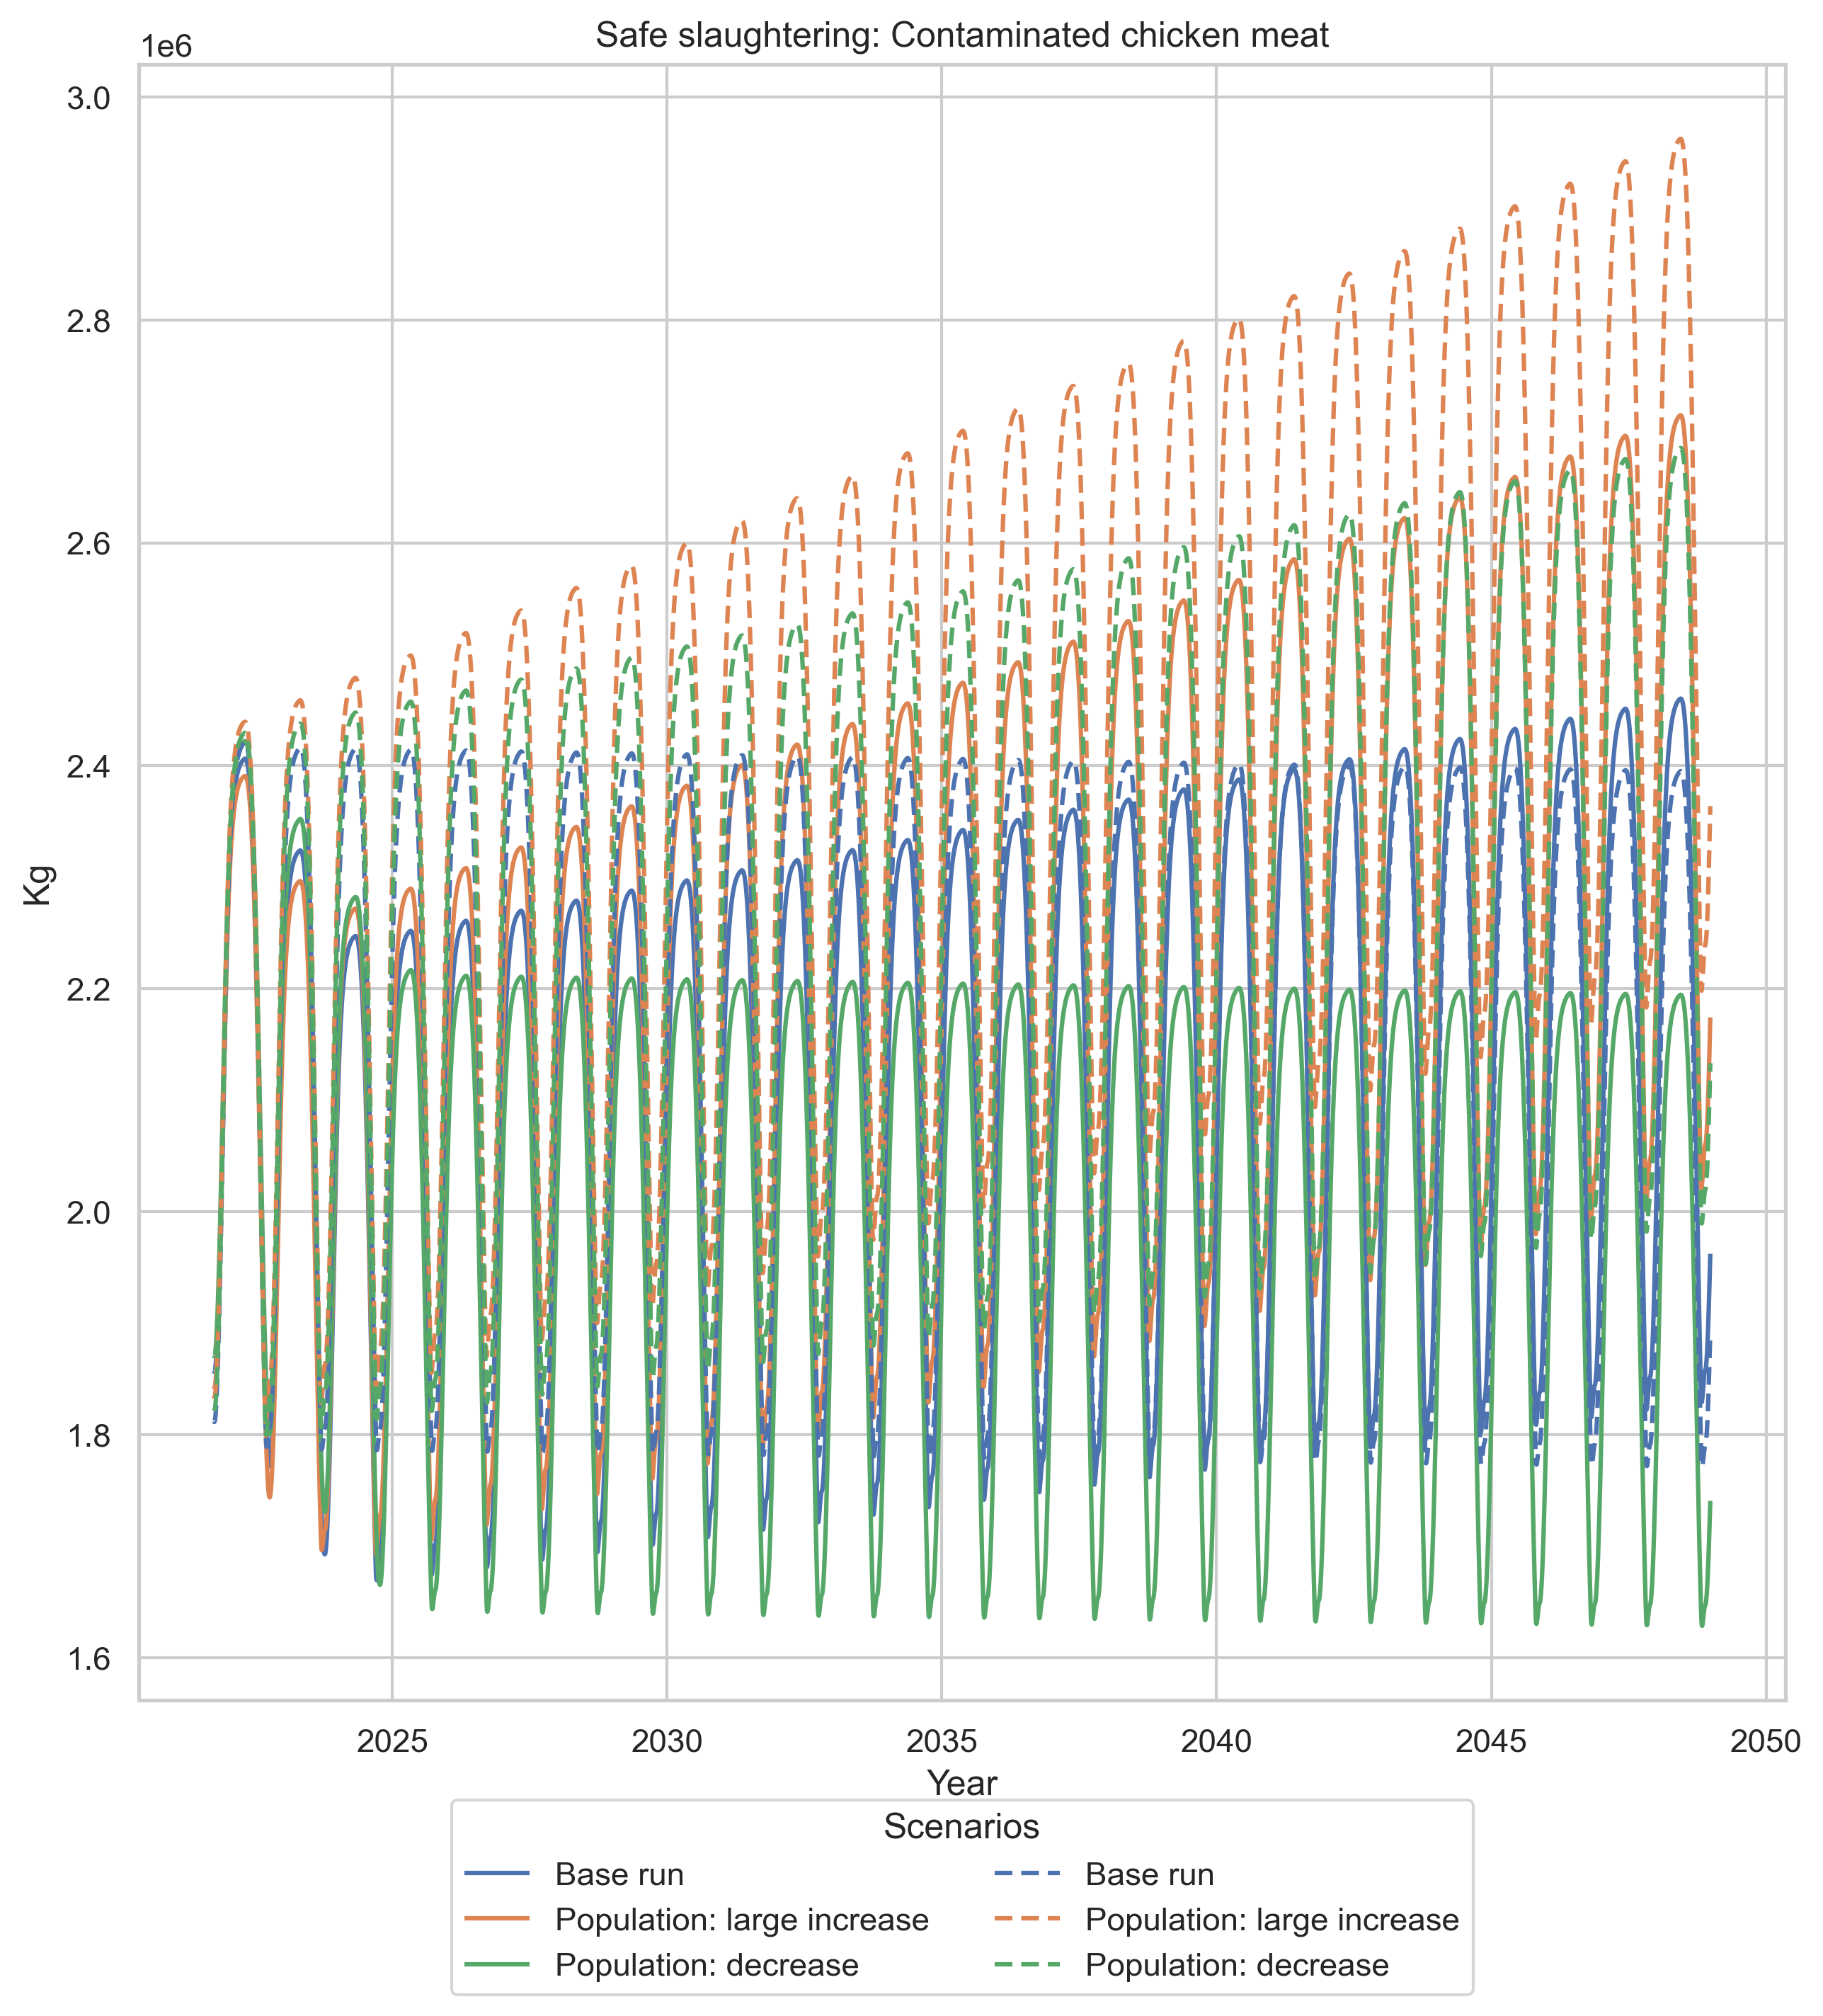 Safe slaughtering: Contaminated chicken meat
1e6
3.0
2.8
2.6
2.4
2.2
2.0
1.8
1.6
Kg
2025 2030 2035 2040 2045 2050
Year
Scenarios
Base run Base run
Population: large increase Population: large increase
Population: decrease Population: decrease